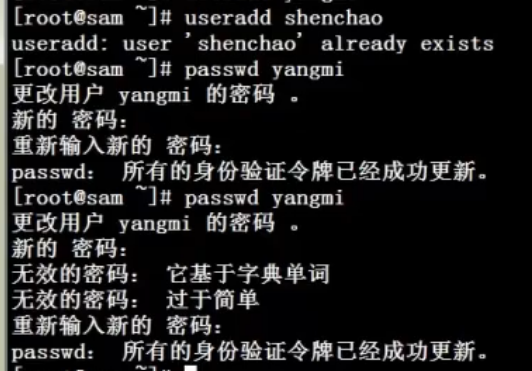 [root@sam ~]# useradd shenchao
useradd: user 'shenchao' already exists
[root@sam ~]# passwd yangmi
更改用户 yangmi 的密码 。
新的 密码：
重新输入新的 密码：
passwd： 所有的身份验证令牌已经成功更新。
[root@sam ~]# passwd yangmi
更改用户 yangmi 的密码 。
新的 密码：
无效的密码： 它基于字典单词
无效的密码： 过于简单
重新输入新的 密码：
passwd： 所有的身份验证令牌已经成功更新。
[root@sam ~]#